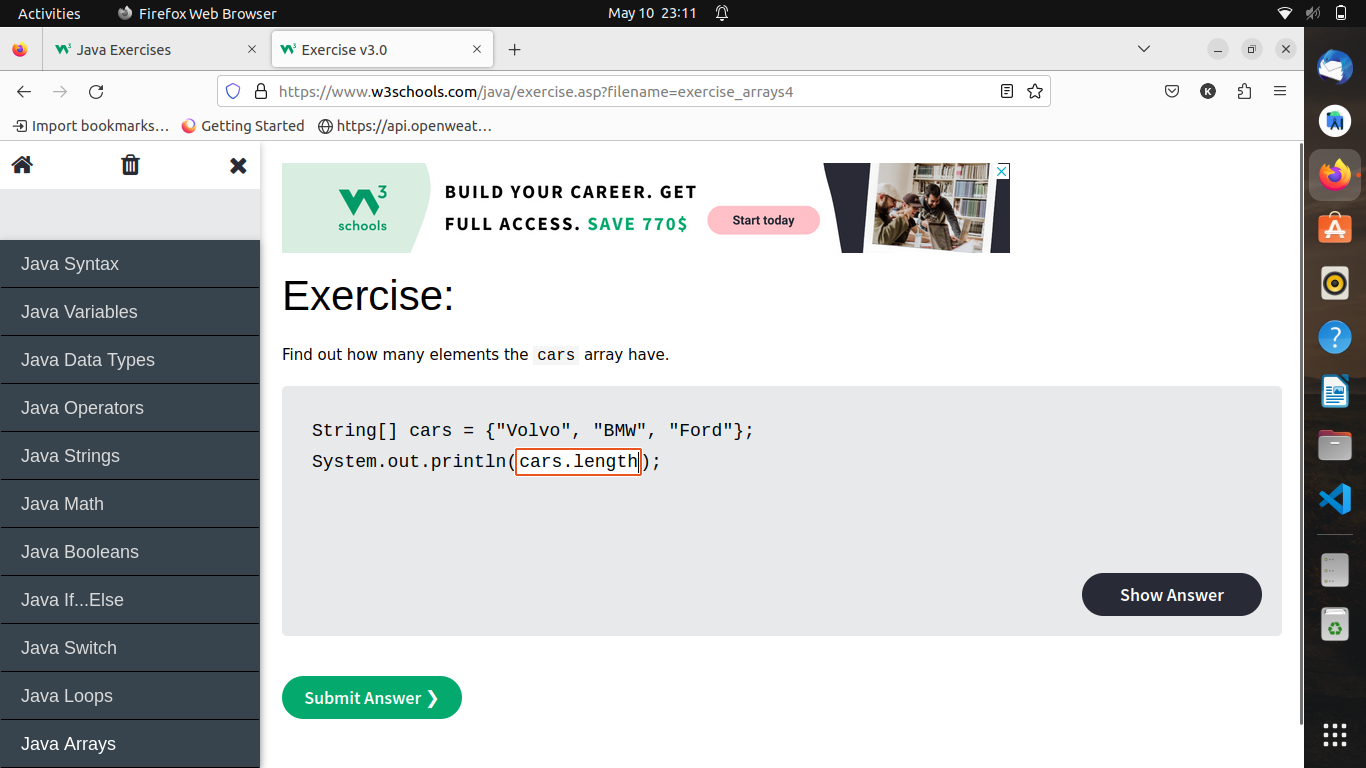 Activities
Firefox Web Browser
May 10 23:11
Java Exercises
Exercise v3.0
https://www.w3schools.com/java/exercise.asp?filename=exercise_arrays4
K
Import bookmarks…
Getting Started
https://api.openweat…
Java Syntax
Java Variables
Java Data Types
Java Operators
Java Strings
Java Math
Java Booleans
Java If...Else
Java Switch
Java Loops
Java Arrays
W3
schools
BUILD YOUR CAREER. GET
FULL ACCESS. SAVE 770$
Start today
Exercise:
Find out how many elements the cars array have.
String[] cars = {"Volvo", "BMW", "Ford"};
System.out.println(cars.length);
Show Answer
Submit Answer ❯